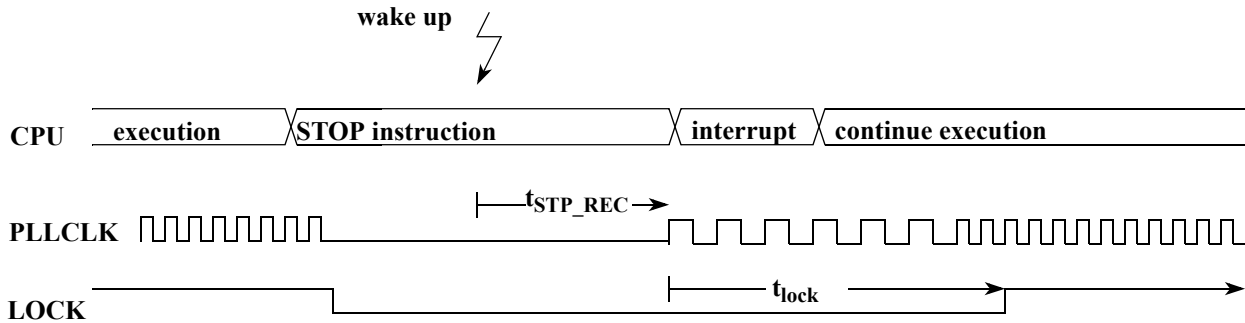 wake up
CPU execution STOP instruction interrupt continue execution
tSTP_REC
PLLCLK
tlock
LOCK